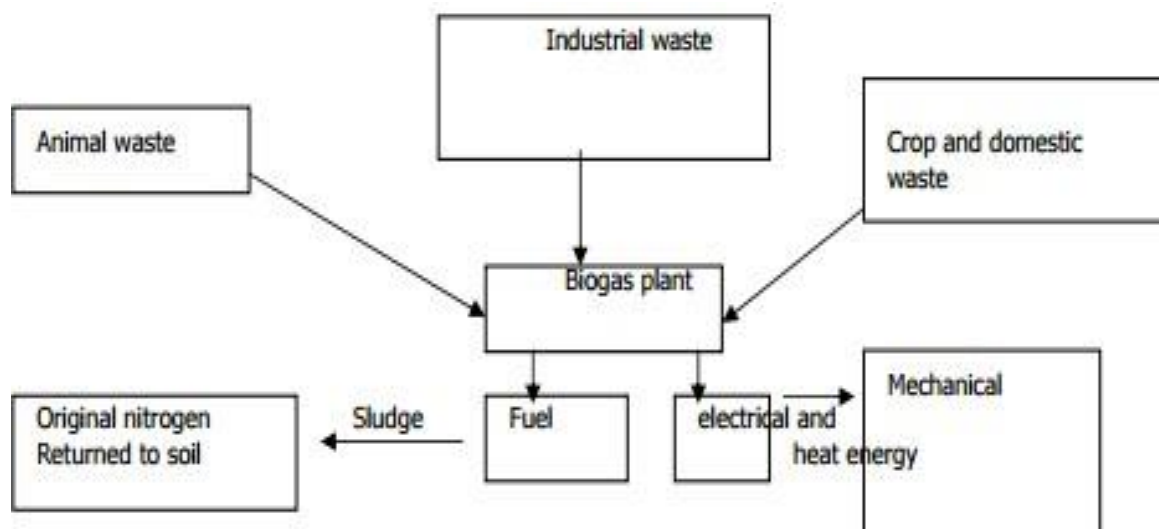 Industrial waste
Animal waste
Crop and domestic
waste
Biogas plant
Original nitrogen
Returned to soil
Sludge
Fuel
electrical and
heat energy
Mechanical